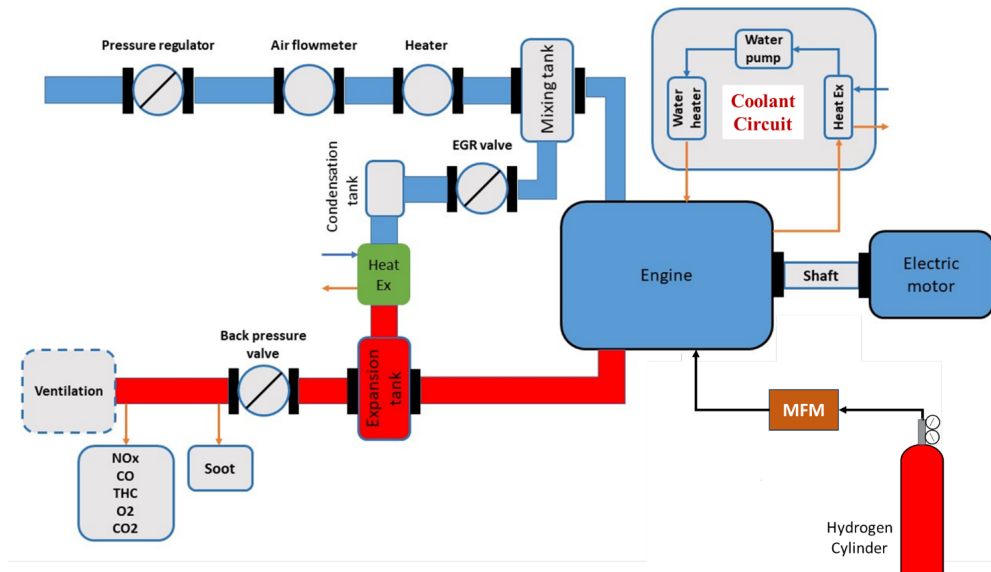 Pressure regulator
Air flowmeter
Heater
Mixing tank
Water
pump
Water
heater
Heat Ex
Coolant
Circuit
EGR valve
Condensation
tank
Heat
Ex
Engine
Shaft
Electric
motor
Back pressure
valve
Ventilation
Expansion
tank
MFM
NOx
CO
THC
O2
CO2
Soot
Hydrogen
Cylinder